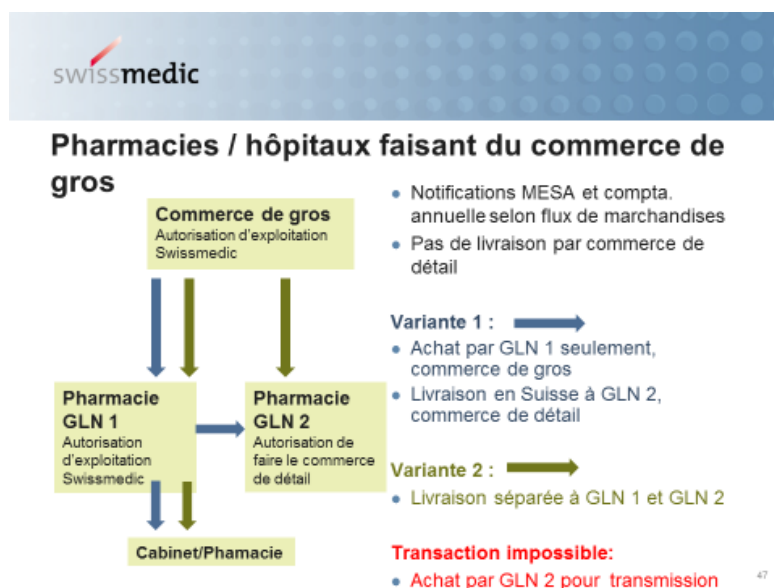 swissmedic
Pharmacies / hôpitaux faisant du commerce de
gros
Commerce de gros
Autorisation d'exploitation
Swissmedic
Pharmacie
GLN 1
Autorisation
d'exploitation
Swissmedic
Pharmacie
GLN 2
Autorisation de
faire le commerce
de détail
Cabinet/Phamacie
• Notifications MESA et compta.
annuelle selon flux de marchandises
• Pas de livraison par commerce de
détail
Variante 1 :
• Achat par GLN 1 seulement,
commerce de gros
• Livraison en Suisse à GLN 2,
commerce de détail
Variante 2 :
• Livraison séparée à GLN 1 et GLN 2
Transaction impossible:
• Achat par GLN 2 pour transmission
47